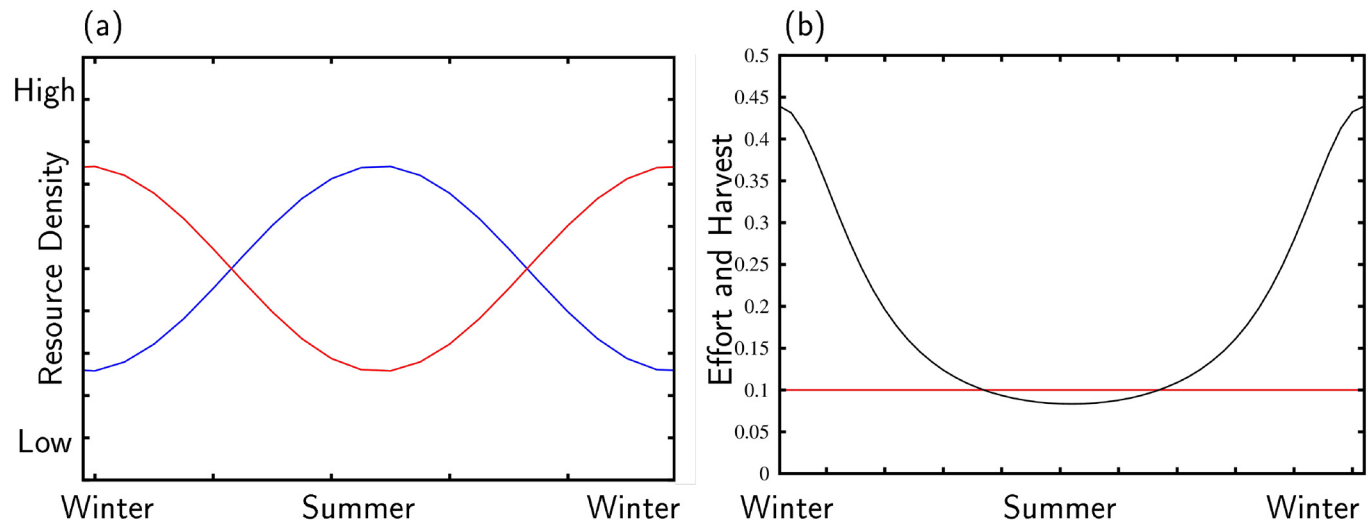 (a)
High
Resource Density
Low
Winter
Summer
Winter
(b)
Effort and Harvest
0.5
0.45
0.4
0.35
0.3
0.25
0.2
0.15
0.1
0.05
0
Winter
Summer
Winter